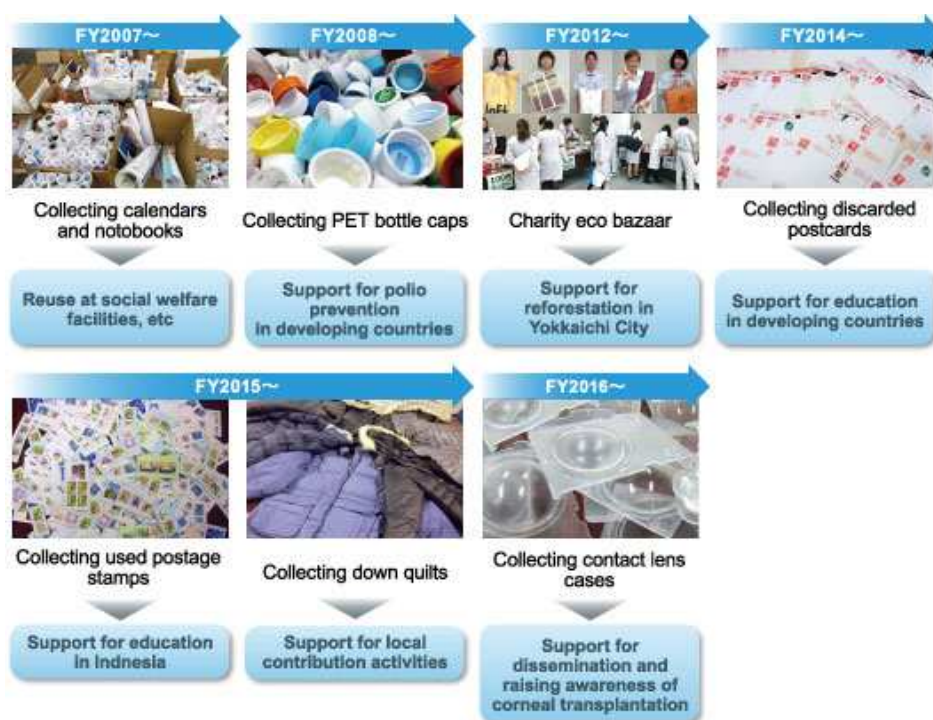 FY2007～
FY2008～
FY2012～
FY2014～
Collecting calendars
and notobooks
Collecting PET bottle caps
Charity eco bazaar
Collecting discarded
postcards
Reuse at social welfare
facilities, etc
Support for polio
prevention
in developing countries
Support for
reforestation in
Yokkaichi City
Support for education
in developing countries
FY2015～
FY2016～
Collecting used postage
stamps
Collecting down quilts
Collecting contact lens
cases
Support for education
in Indnesia
Support for local
contribution activities
Support for
dissemination and
raising awareness of
corneal transplantation